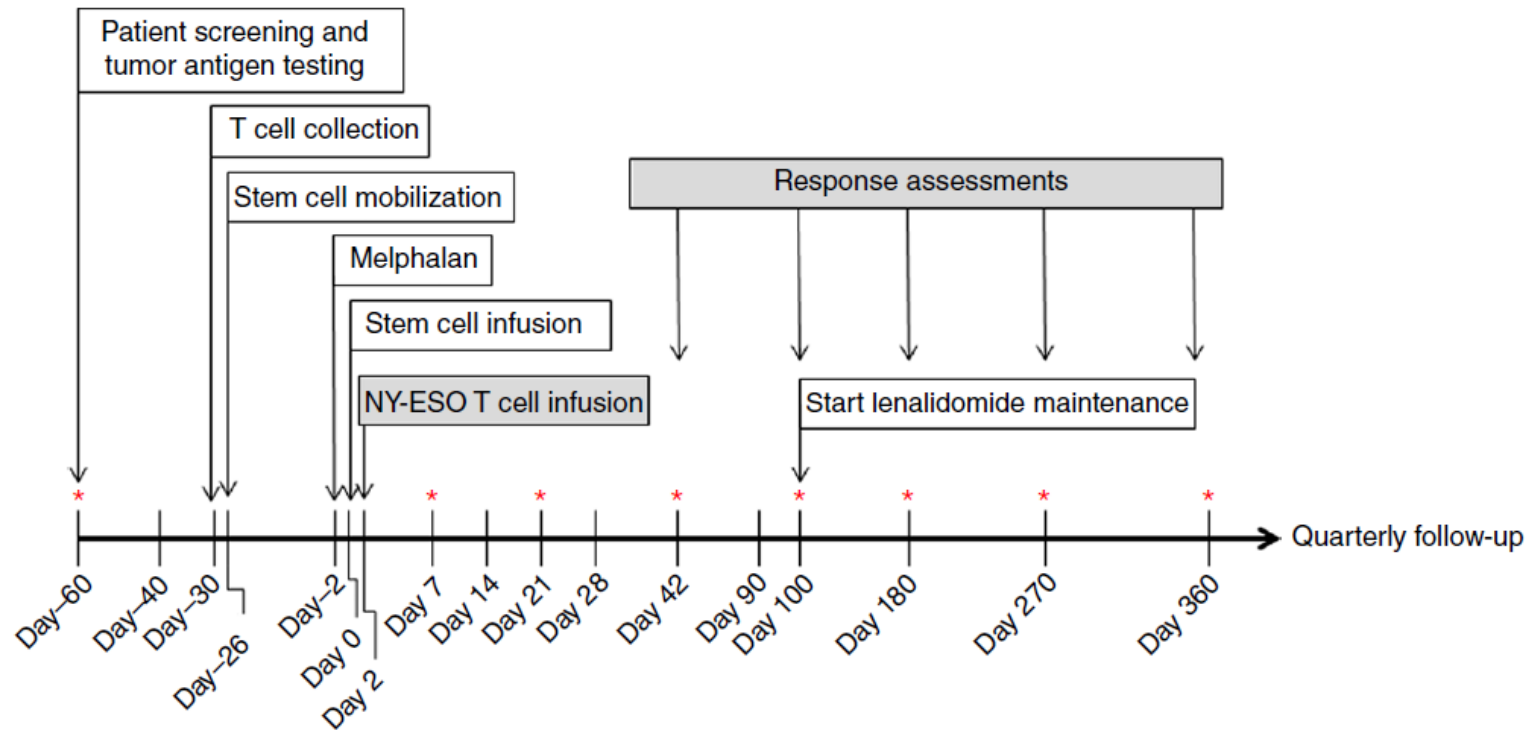 Patient screening and
tumor antigen testing
T cell collection
Stem cell mobilization
Response assessments
Melphalan
Stem cell infusion
NY-ESO T cell infusion
Start lenalidomide maintenance
* * * * * * * *
Quarterly follow-up
Day–60
Day–40
Day–30
Day–26
Day–2
Day 0
Day 2
Day 7
Day 14
Day 21
Day 28
Day 42
Day 90
Day 100
Day 180
Day 270
Day 360